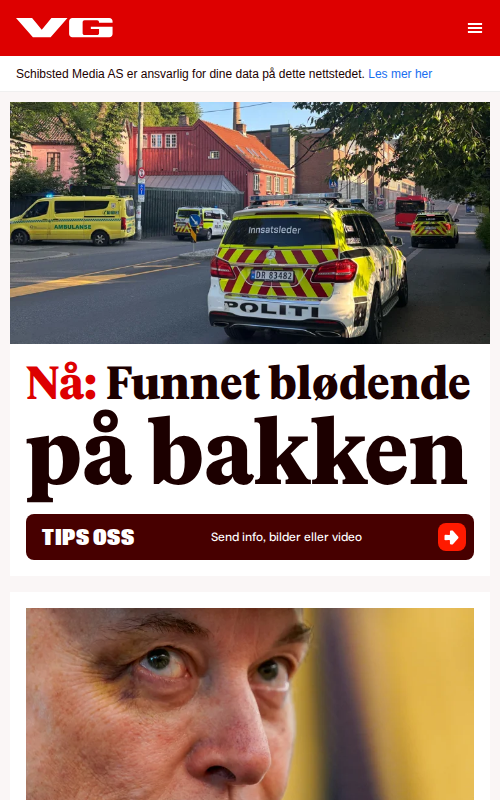 VG
Schibsted Media AS er ansvarlig for dine data på dette nettstedet. Les mer her
AMBULANSE
Innsatsleder
DR 83482
POLITI
Nå: Funnet blødende
på bakken
TIPS OSS
Send info, bilder eller video